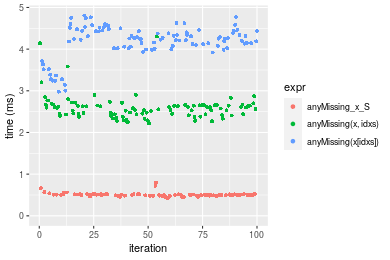 5
4
3
2
1
0
time (ms)
0
25
50
75
100
iteration
expr
anyMissing_x_S
anyMissing(x, idxs)
anyMissing(x[idxs])